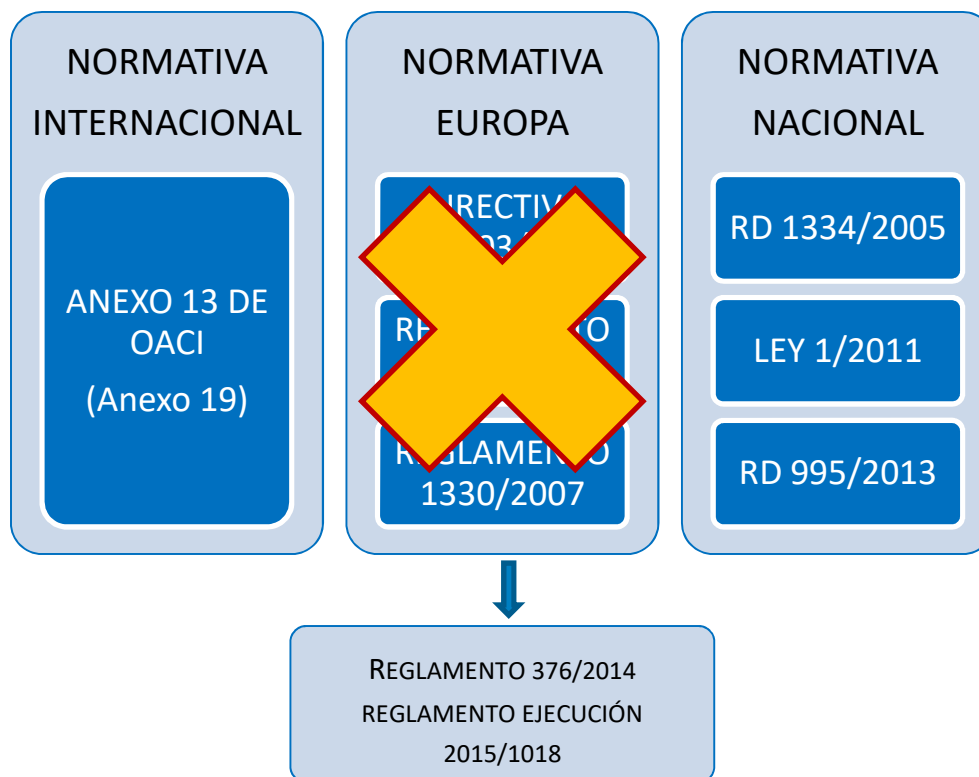 NORMATIVA
INTERNACIONAL
ANEXO 13 DE
OACI
(Anexo 19)
NORMATIVA
EUROPA
REGLAMENTO
1330/2007
NORMATIVA
NACIONAL
RD 1334/2005
LEY 1/2011
RD 995/2013
REGLAMENTO 376/2014
REGLAMENTO EJECUCIÓN
2015/1018